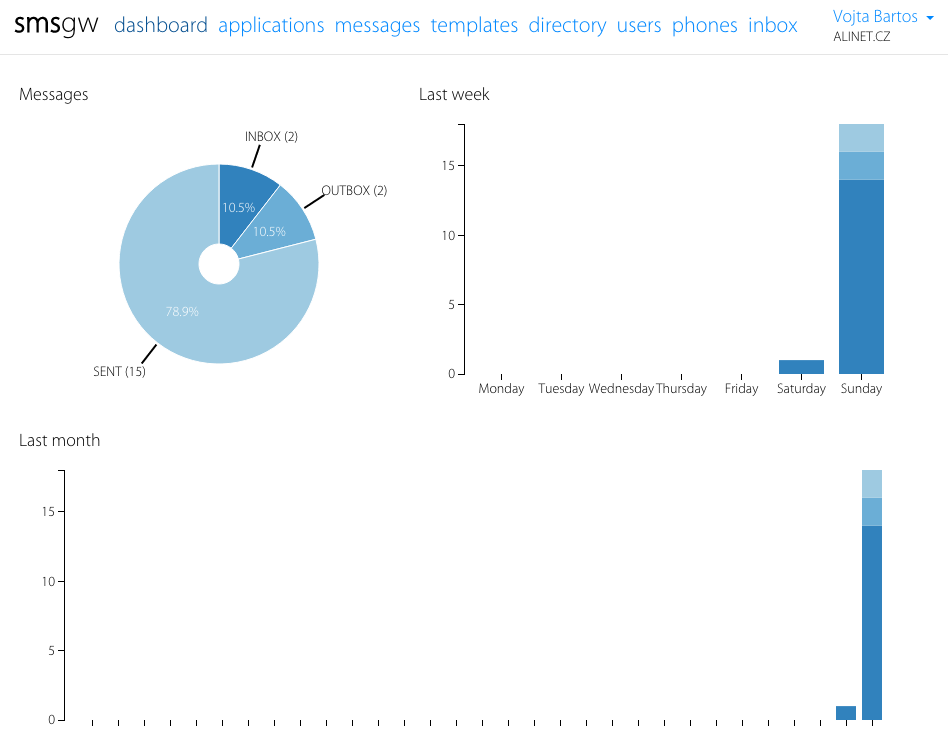 smsgw dashboard applications messages templates directory users phones inbox
Vojta Bartos
ALINET.CZ
Messages
INBOX (2)
OUTBOX (2)
10.5%
10.5%
78.9%
SENT (15)
Last week
15
10
5
0
Monday Tuesday Wednesday Thursday Friday Saturday Sunday
Last month
15
10
5
0